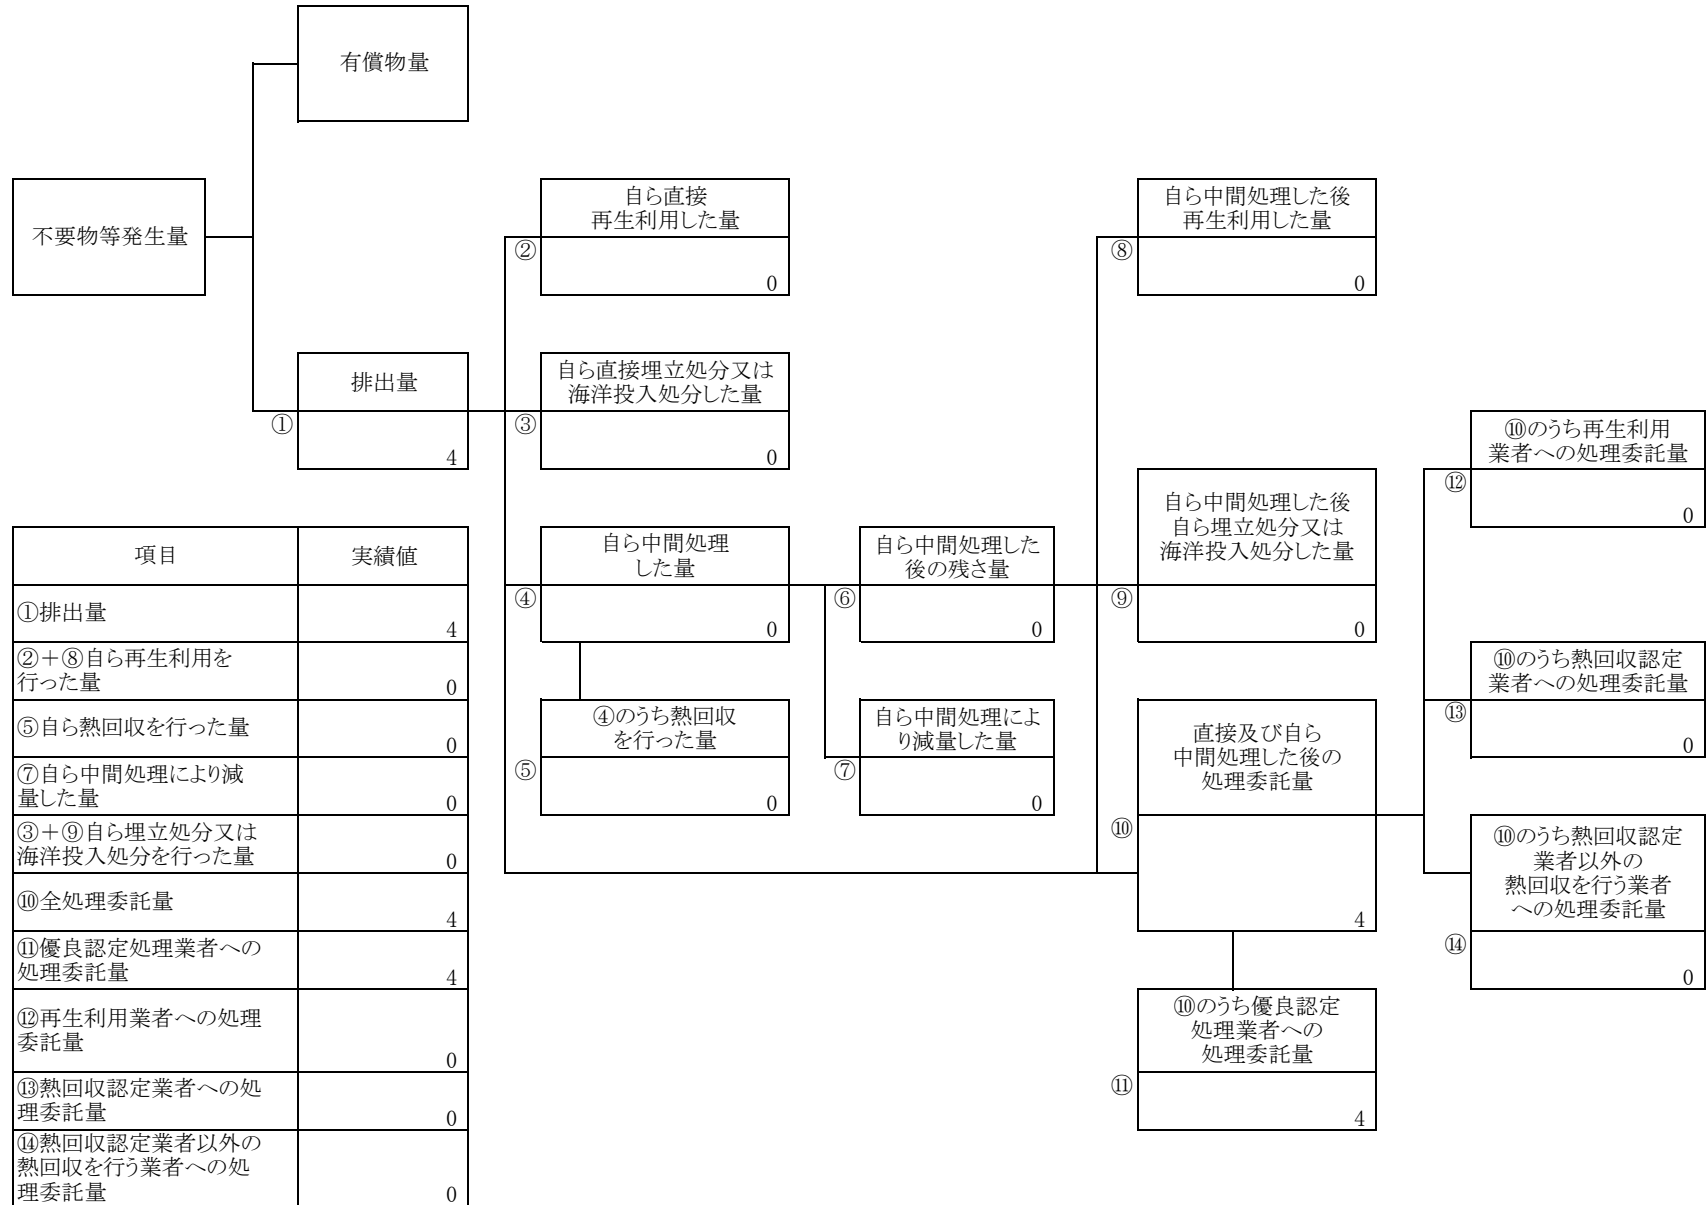 有償物量
不要物等発生量
自ら直接
再生利用した量
②
0
自ら中間処理した後
再生利用した量
⑧
0
排出量
①
4
自ら直接埋立処分又は
海洋投入処分した量
③
0
⑩のうち再生利用
業者への処理委託量
⑫
0
自ら中間処理した後
自ら埋立処分又は
海洋投入処分した量
⑨
0
自ら中間処理
した量
④
0
自ら中間処理した
後の残さ量
⑥
0
⑩のうち熱回収認定
業者への処理委託量
⑬
0
④のうち熱回収
を行った量
⑤
0
自ら中間処理によ
り減量した量
⑦
0
直接及び自ら
中間処理した後の
処理委託量
⑩
4
⑩のうち熱回収認定
業者以外の
熱回収を行う業者
への処理委託量
⑭
0
⑩のうち優良認定
処理業者への
処理委託量
⑪
4
項目 実績値
①排出量
4
②＋⑧自ら再生利用を
行った量
0
⑤自ら熱回収を行った量
0
⑦自ら中間処理により減
量した量
0
③＋⑨自ら埋立処分又は
海洋投入処分を行った量
0
⑩全処理委託量
4
⑪優良認定処理業者への
処理委託量
4
⑫再生利用業者への処理
委託量
0
⑬熱回収認定業者への処
理委託量
0
⑭熱回収認定業者以外の
熱回収を行う業者への処
理委託量
0